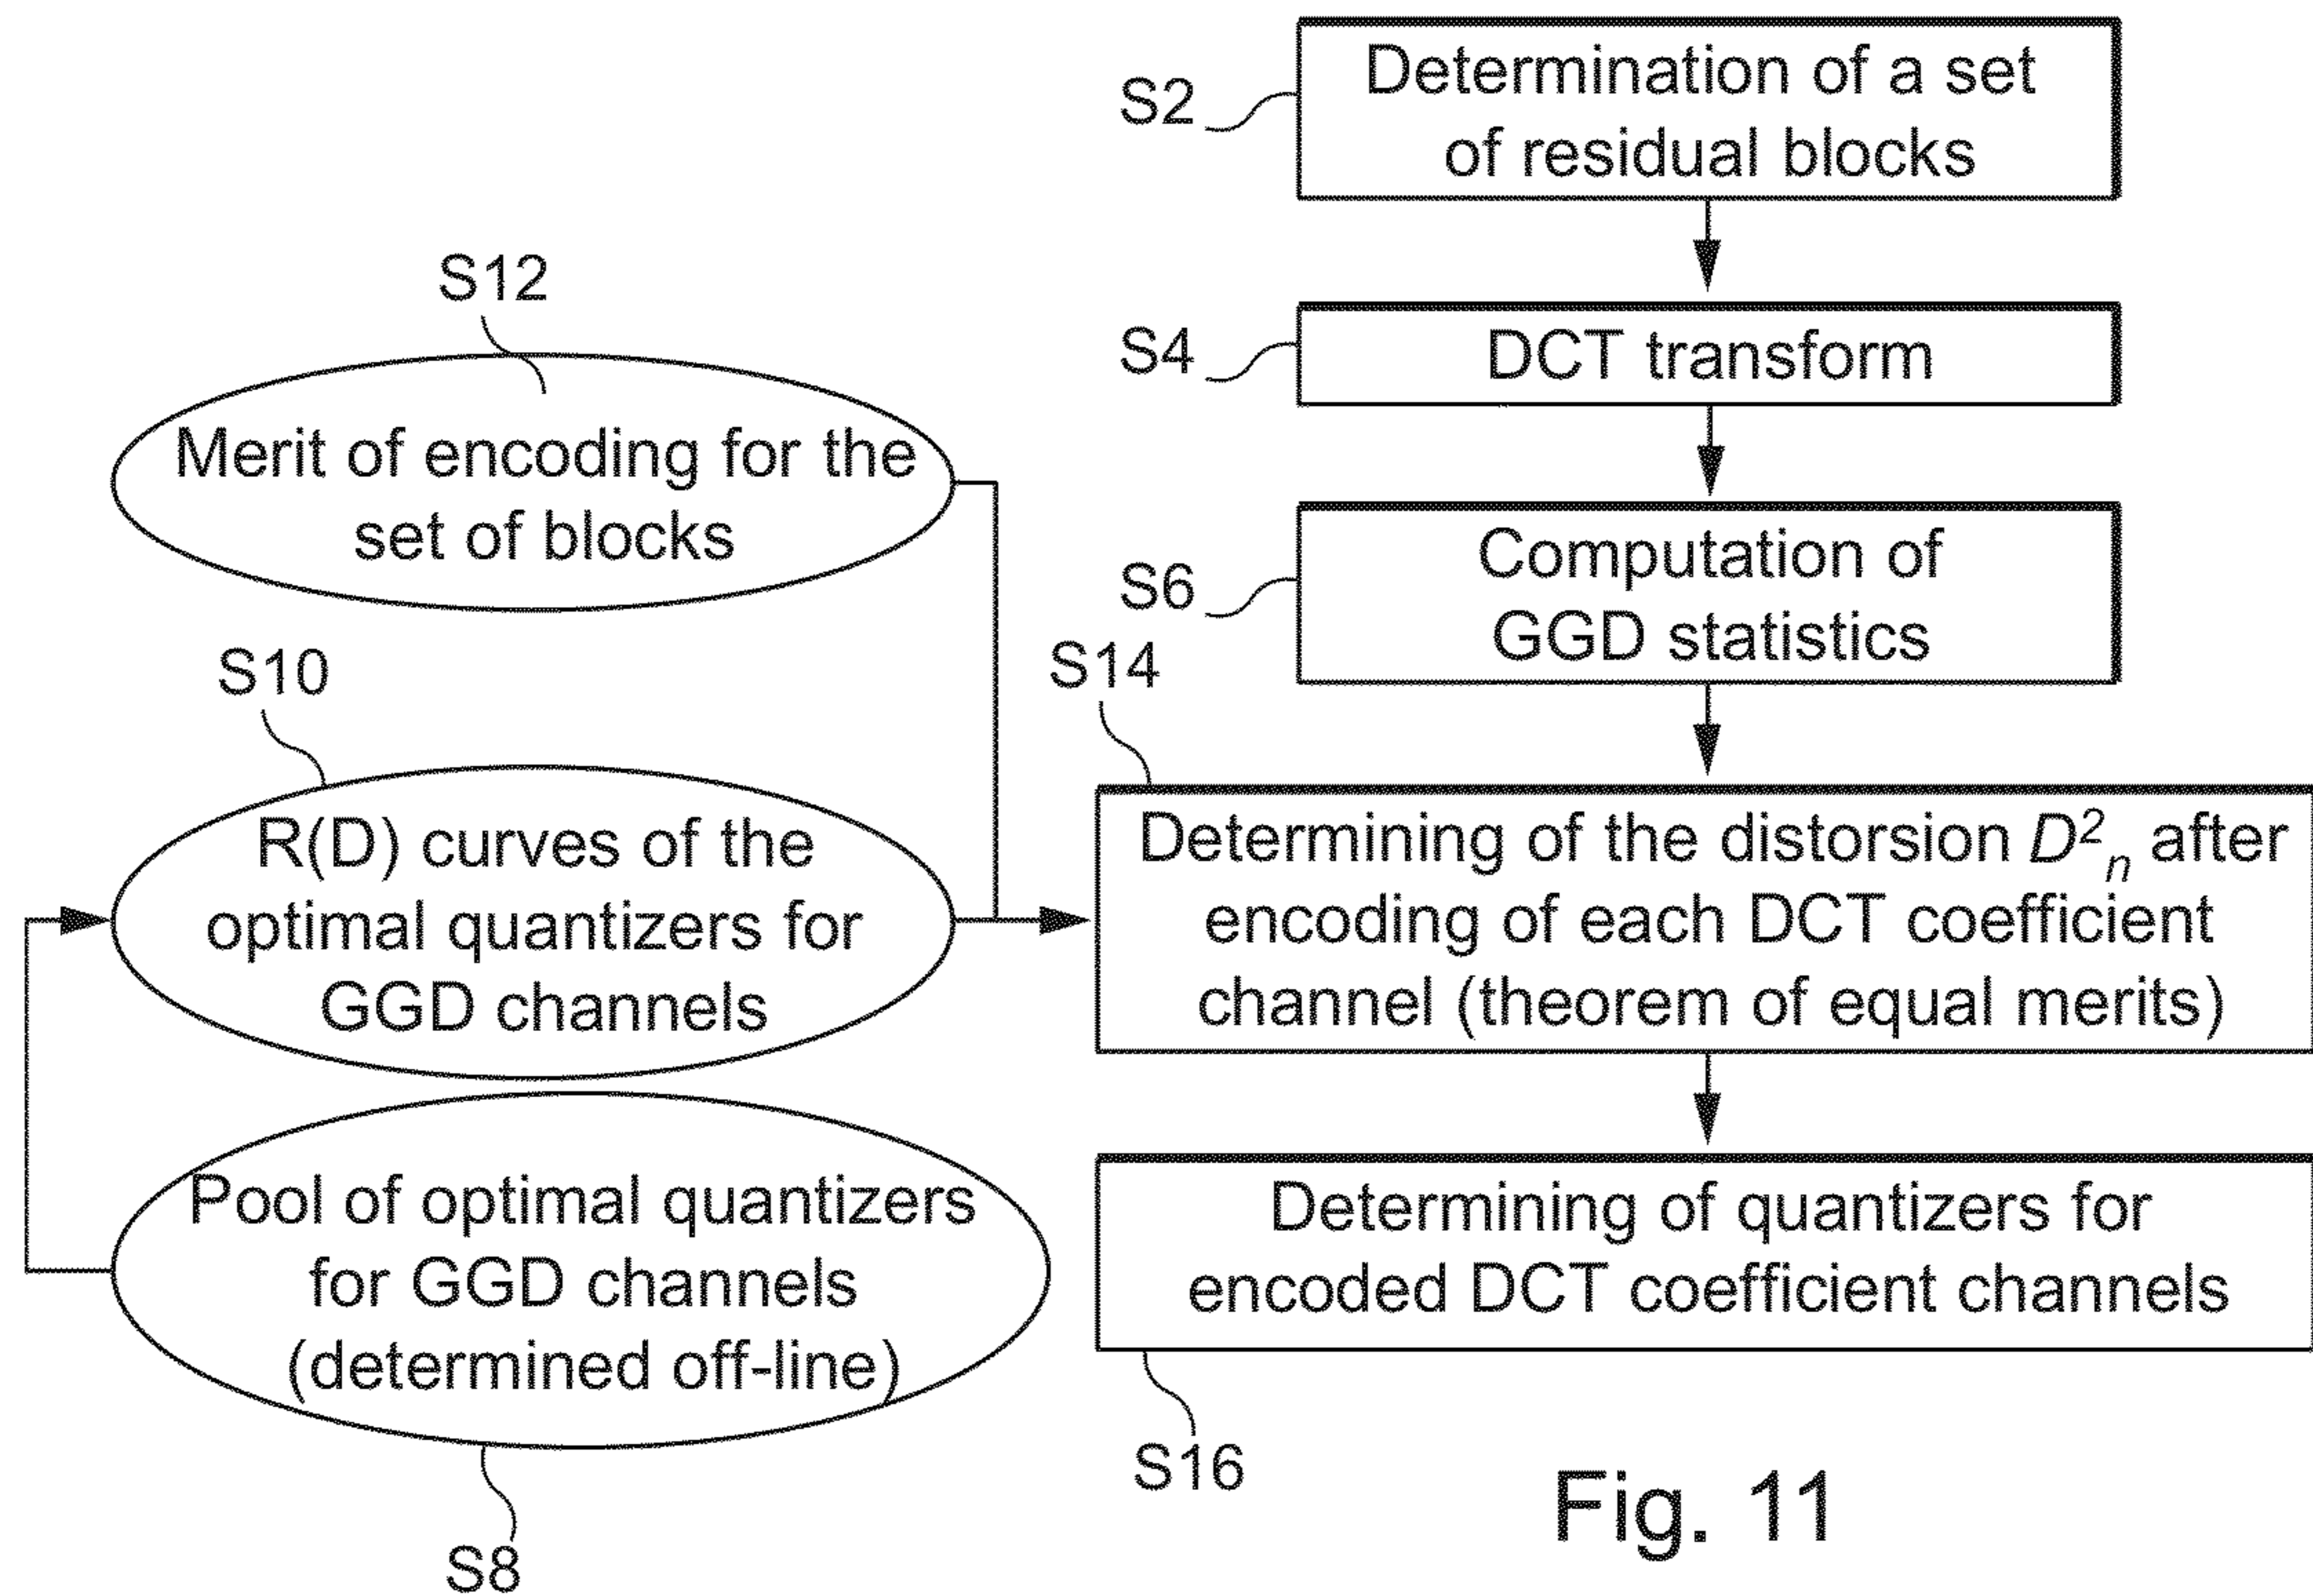 S2
Determination of a set
of residual blocks
S4
DCT transform
S6
Computation of
GGD statistics
S12
Merit of encoding for the
set of blocks
S10
R(D) curves of the
optimal quantizers for
GGD channels
S14
Determining of the distorsion D²ₙ after
encoding of each DCT coefficient
channel (theorem of equal merits)
Pool of optimal quantizers
for GGD channels
(determined off-line)
S8
Determining of quantizers for
encoded DCT coefficient channels
S16
Fig. 11